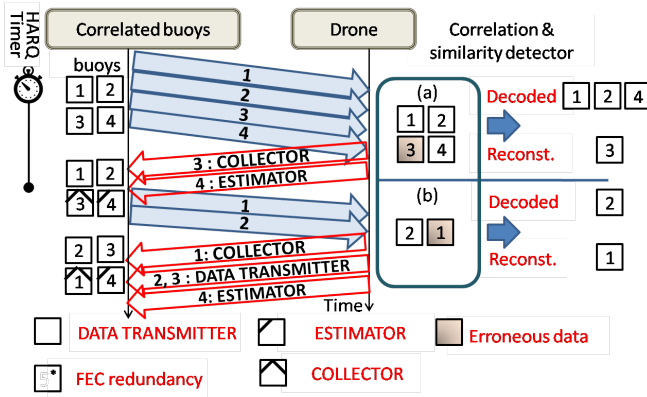 HARQ
Timer
Correlated buoys
Drone
Correlation &
similarity detector
buoys
1 2
3 4
1
2
3
4
(a)
1 2
3 4
Decoded 1 2 4
Reconst. 3
3 : COLLECTOR
4 : ESTIMATOR
1 2
3 4
1
2
(b)
2 1
Decoded 2
Reconst. 1
2 3
1 4
1: COLLECTOR
2, 3 : DATA TRANSMITTER
4: ESTIMATOR
Time
DATA TRANSMITTER
ESTIMATOR
Erroneous data
FEC redundancy
COLLECTOR